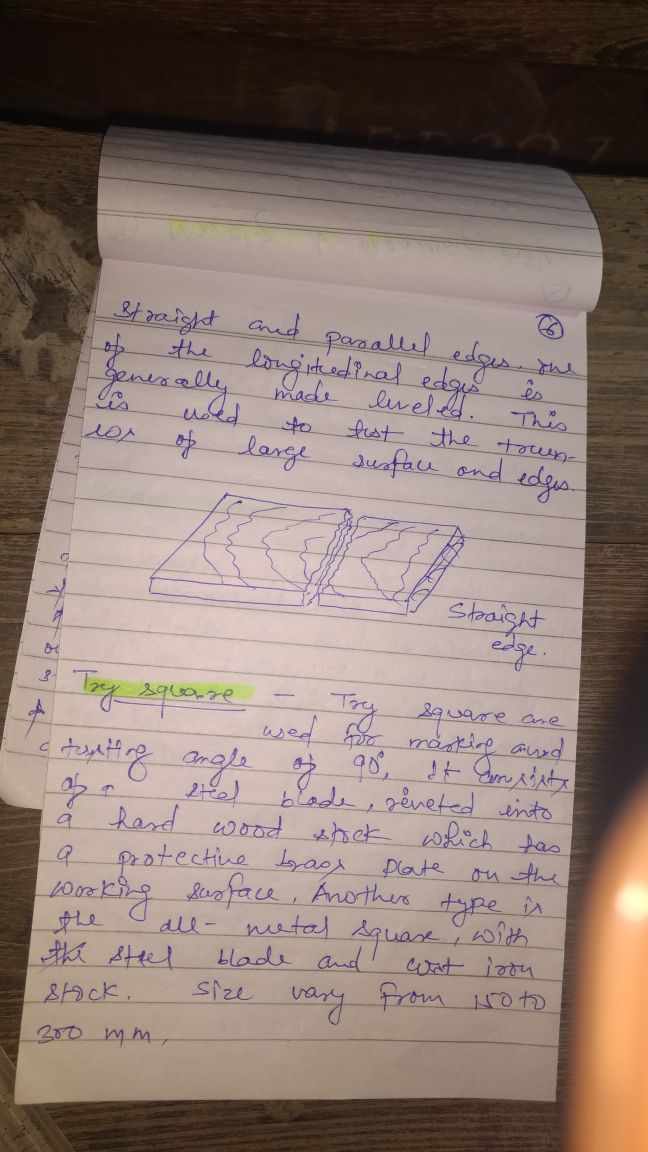 6
straight and parallel edges. one
of the longitedinal edges is
generally made leveled. This
is used to test the truen-
ess of large surface and edges.
Straight
edge.
Try square - Try square are
used for marking and
testing angle of 90°, It consists
of a steel blade, reveted into
a hard wood stock which has
a protective brass plate on the
working surface, Another type is
the all-metal square, with
the steel blade and cast iron
stock. Size vary from 150 to
300 mm,